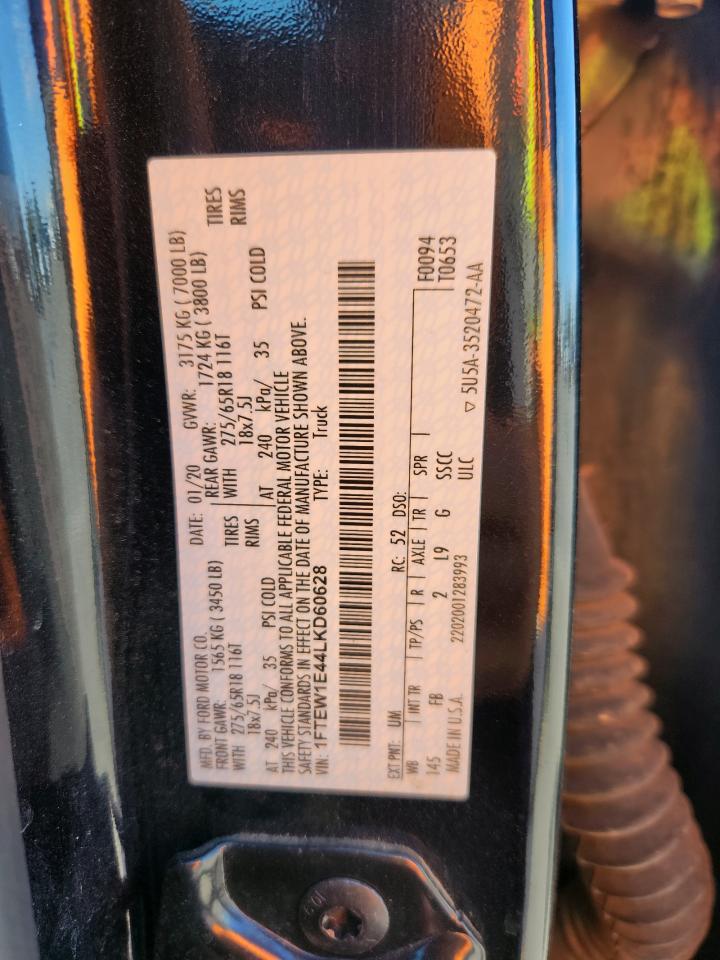 MFD. BY FORD MOTOR CO. DATE: 01/20 GVWR: 3175 KG ( 7000 LB)
FRONT GAWR: 1565 KG ( 3450 LB) REAR GAWR: 1724 KG ( 3800 LB)
WITH 275/65R18 116T TIRES WITH 275/65R18 116T TIRES
18x7.5J RIMS 18x7.5J RIMS
AT 240 kPa/ 35 PSI COLD AT 240 kPa/ 35 PSI COLD
THIS VEHICLE CONFORMS TO ALL APPLICABLE FEDERAL MOTOR VEHICLE
SAFETY STANDARDS IN EFFECT ON THE DATE OF MANUFACTURE SHOWN ABOVE.
VIN: 1FTEW1E44LKD60628 TYPE: Truck
EXT PNT: UM RC: 52 DSO: F0094
WB INT TR TP/PS R AXLE TR SPR T0653
145 FB 2 L9 G SSCC
MADE IN U.S.A. 2202001283993 ULC ▽ 5U5A-3520472-AA